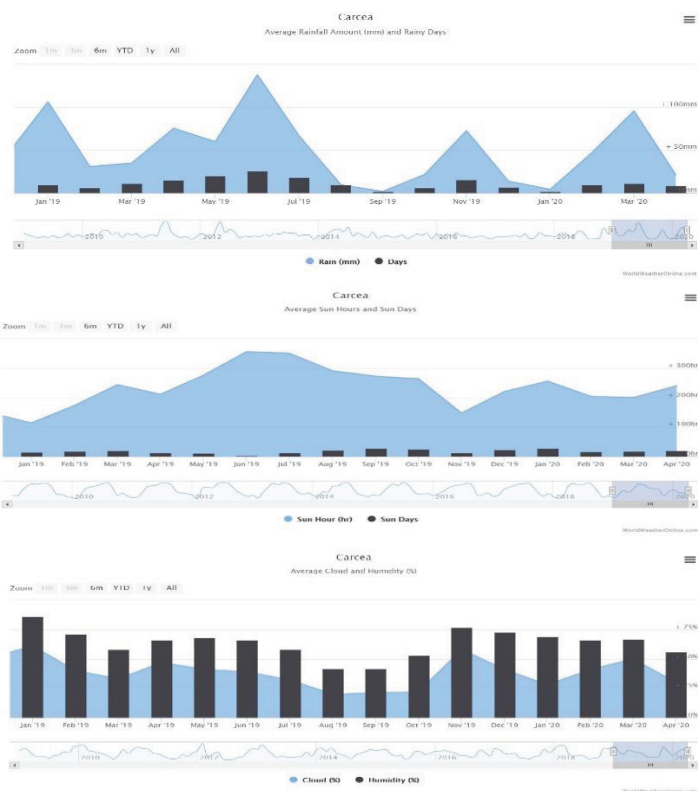 Carcea
Average Rainfall Amount (mm) and Rainy Days
Zoom 1m 3m 6m YTD 1y All
100mm
50mm
Jan '19 Mar '19 May '19 Jul '19 Sep '19 Nov '19 Jan '20 Mar '20
2010 2012 2014 2016 2018 2020
Rain (mm) Days
WorldWeatherOnline.com
Carcea
Average Sun Hours and Sun Days
Zoom 1m 3m 6m YTD 1y All
300hr
200hr
100hr
Jan '19 Feb '19 Mar '19 Apr '19 May '19 Jun '19 Jul '19 Aug '19 Sep '19 Oct '19 Nov '19 Dec '19 Jan '20 Feb '20 Mar '20 Apr '20
2010 2012 2014 2016 2018 2020
Sun Hour (hr) Sun Days
WorldWeatherOnline.com
Carcea
Average Cloud and Humidity (%)
Zoom 1m 3m 6m YTD 1y All
75%
0%
Jan '19 Feb '19 Mar '19 Apr '19 May '19 Jun '19 Jul '19 Aug '19 Sep '19 Oct '19 Nov '19 Dec '19 Jan '20 Feb '20 Mar '20 Apr '20
2010 2012 2014 2016 2018 2020
Cloud (%) Humidity (%)